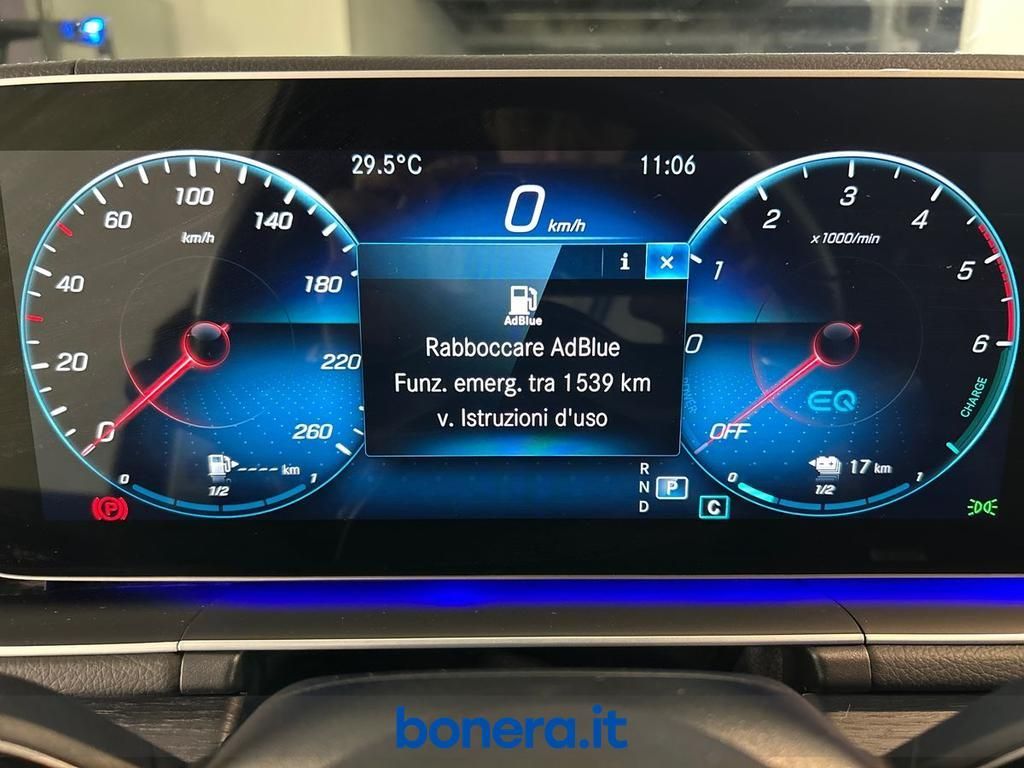 29.5°C
11:06
0 km/h
0
20
40
60
100
140
180
220
260
km/h
i ×
AdBlue
Rabboccare AdBlue
Funz. emerg. tra 1539 km
v. Istruzioni d'uso
OFF
0
1
2
3
4
5
6
x1000/min
POWER
CHARGE
EQ
---- km
0 1/2 1
R
N P
D
C
17 km
0 1/2 1
P
bonera.it